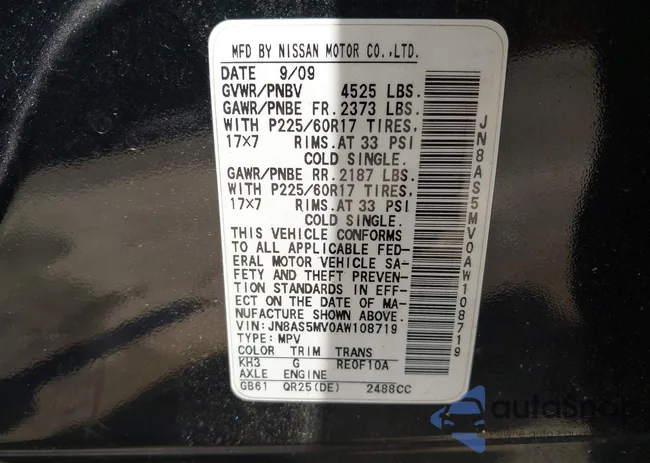 MFD BY NISSAN MOTOR CO.,LTD.
DATE 9/09
GVWR/PNBV 4525 LBS.
GAWR/PNBE FR. 2373 LBS.
WITH P225/60R17 TIRES,
17x7 RIMS.AT 33 PSI
COLD SINGLE.
GAWR/PNBE RR. 2187 LBS.
WITH P225/60R17 TIRES,
17x7 RIMS.AT 33 PSI
COLD SINGLE.
THIS VEHICLE CONFORMS
TO ALL APPLICABLE FED-
ERAL MOTOR VEHICLE SA-
FETY AND THEFT PREVEN-
TION STANDARDS IN EFF-
ECT ON THE DATE OF MA-
NUFACTURE SHOWN ABOVE.
VIN:JN8AS5MV0AW108719
TYPE: MPV
COLOR TRIM TRANS
KH3 G RE0F10A
AXLE ENGINE
GB61 QR25(DE) 2488CC
JN8AS5MV0AW108719
autoSnap